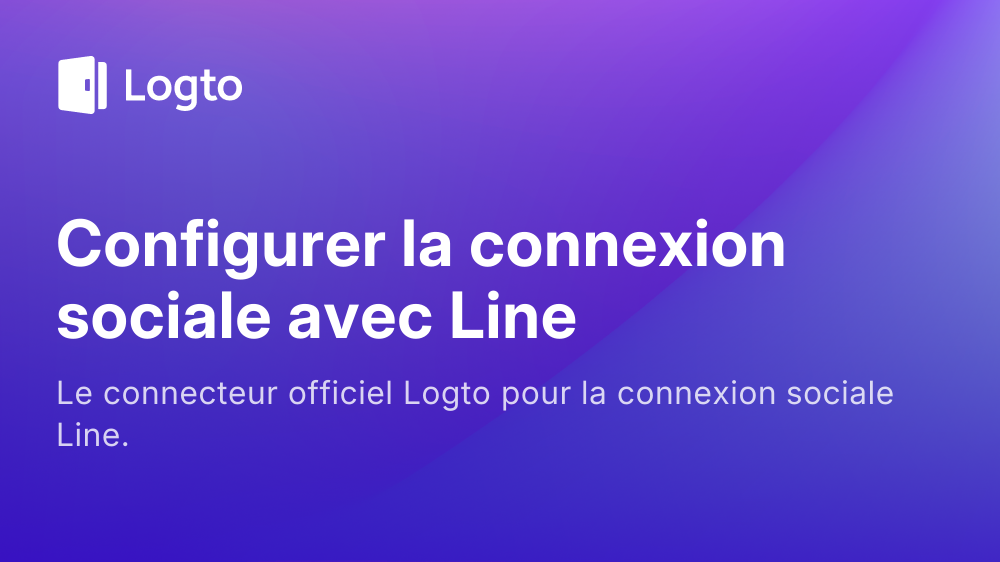 Logto
Configurer la connexion
sociale avec Line
Le connecteur officiel Logto pour la connexion sociale
Line.